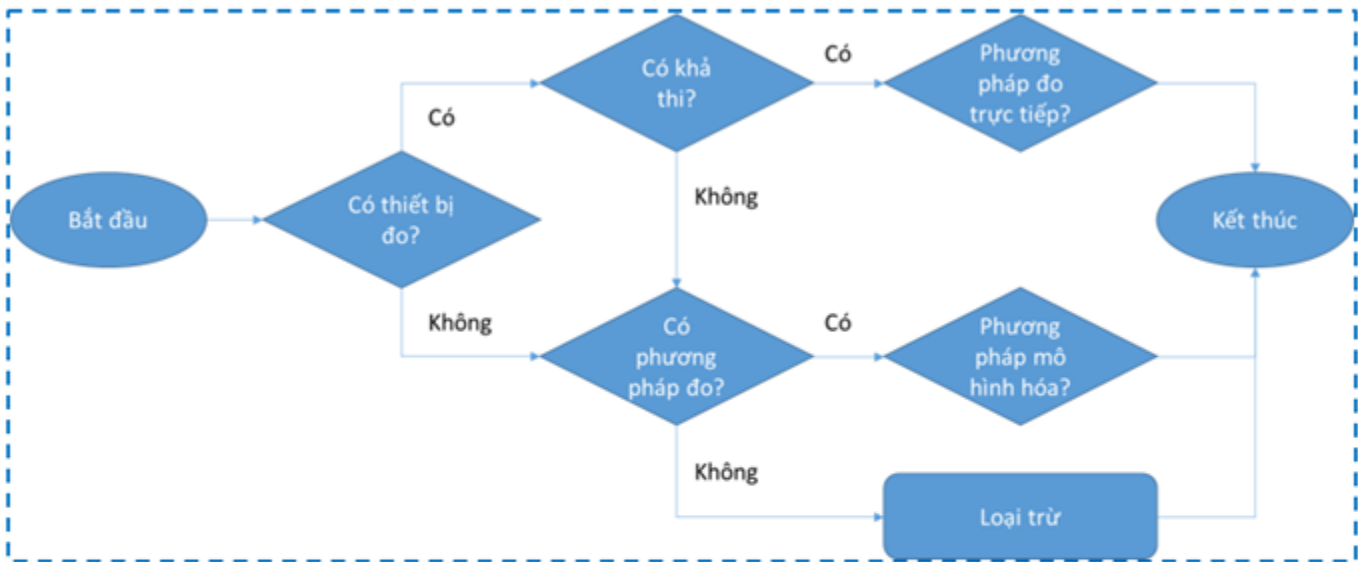 Có khả
thi?
Có
Phương
pháp đo
trực tiếp?
Có
Bắt đầu
Có thiết bị
đo?
Không
Kết thúc
Không
Có
phương
pháp đo?
Có
Phương
pháp mô
hình hóa?
Không
Loại trừ